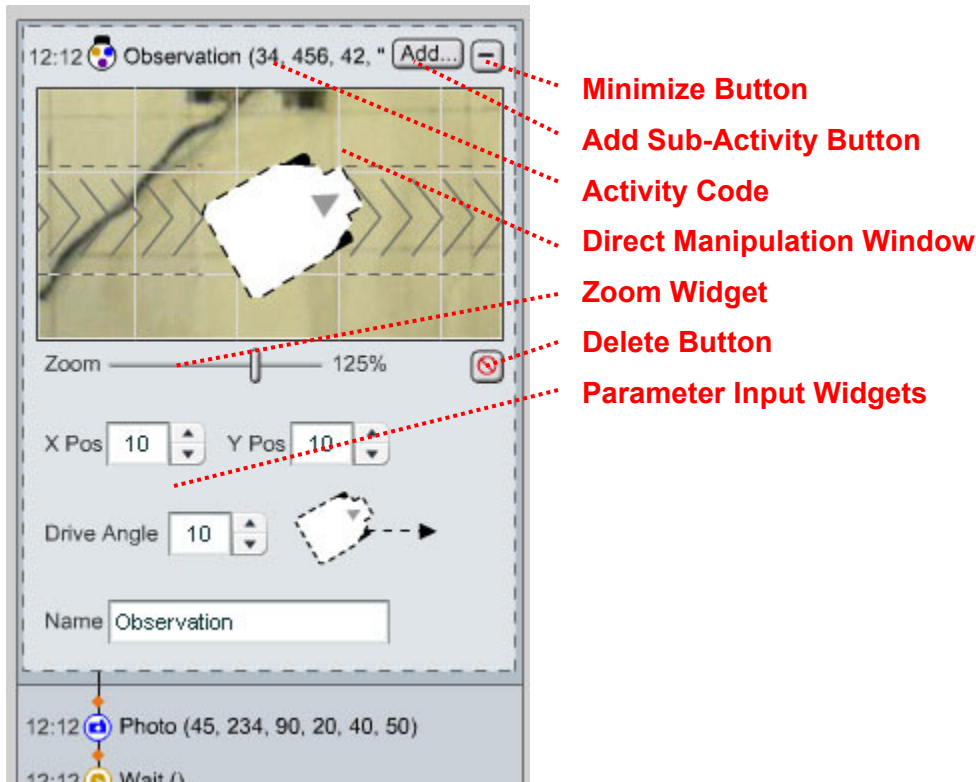 12:12 Observation (34, 456, 42, " Add...
Minimize Button
Add Sub-Activity Button
Activity Code
Direct Manipulation Window
Zoom Widget
Delete Button
Parameter Input Widgets
Zoom 125%
X Pos 10 Y Pos 10
Drive Angle 10
Name Observation
12:12 Photo (45, 234, 90, 20, 40, 50)
12:12 Wait ()